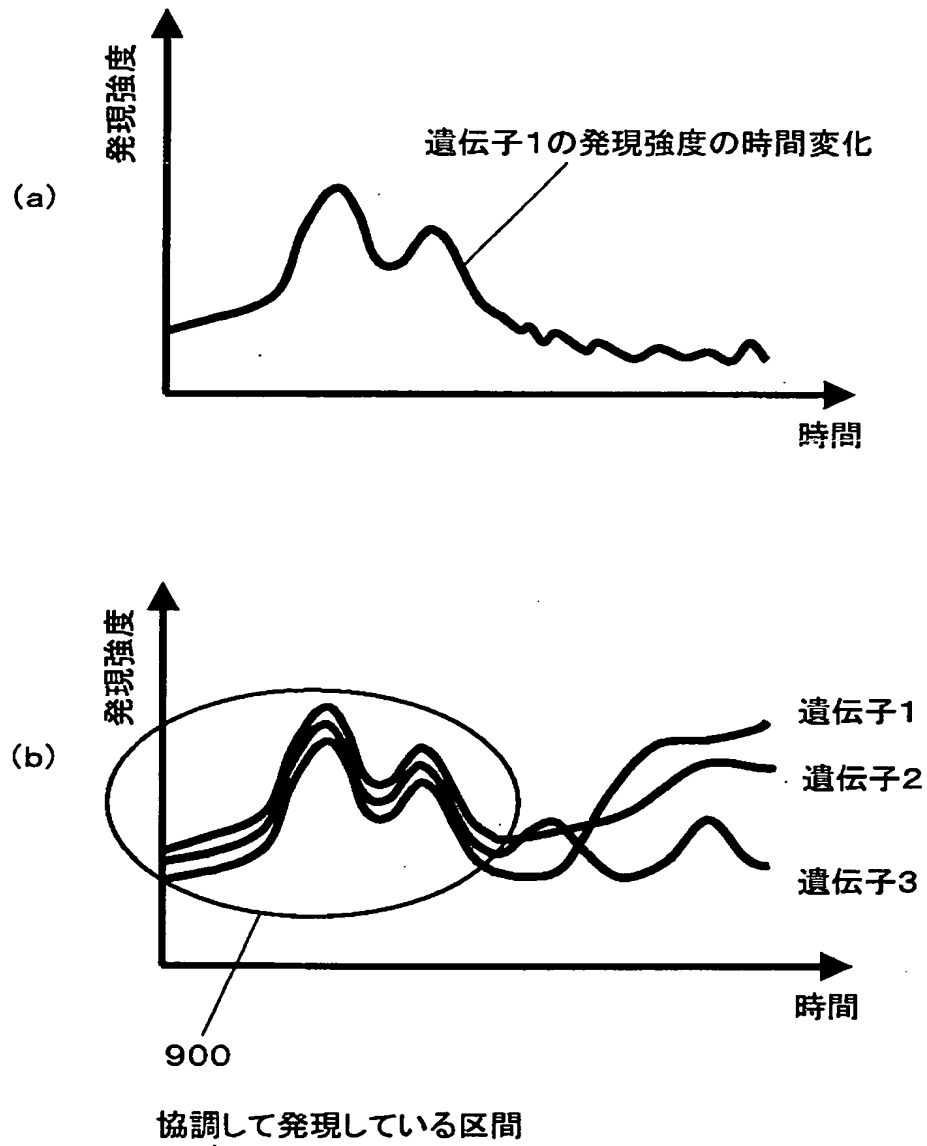 発現強度
遺伝子1の発現強度の時間変化
(a)
時間
発現強度
遺伝子1
(b)
遺伝子2
遺伝子3
時間
900
協調して発現している区間